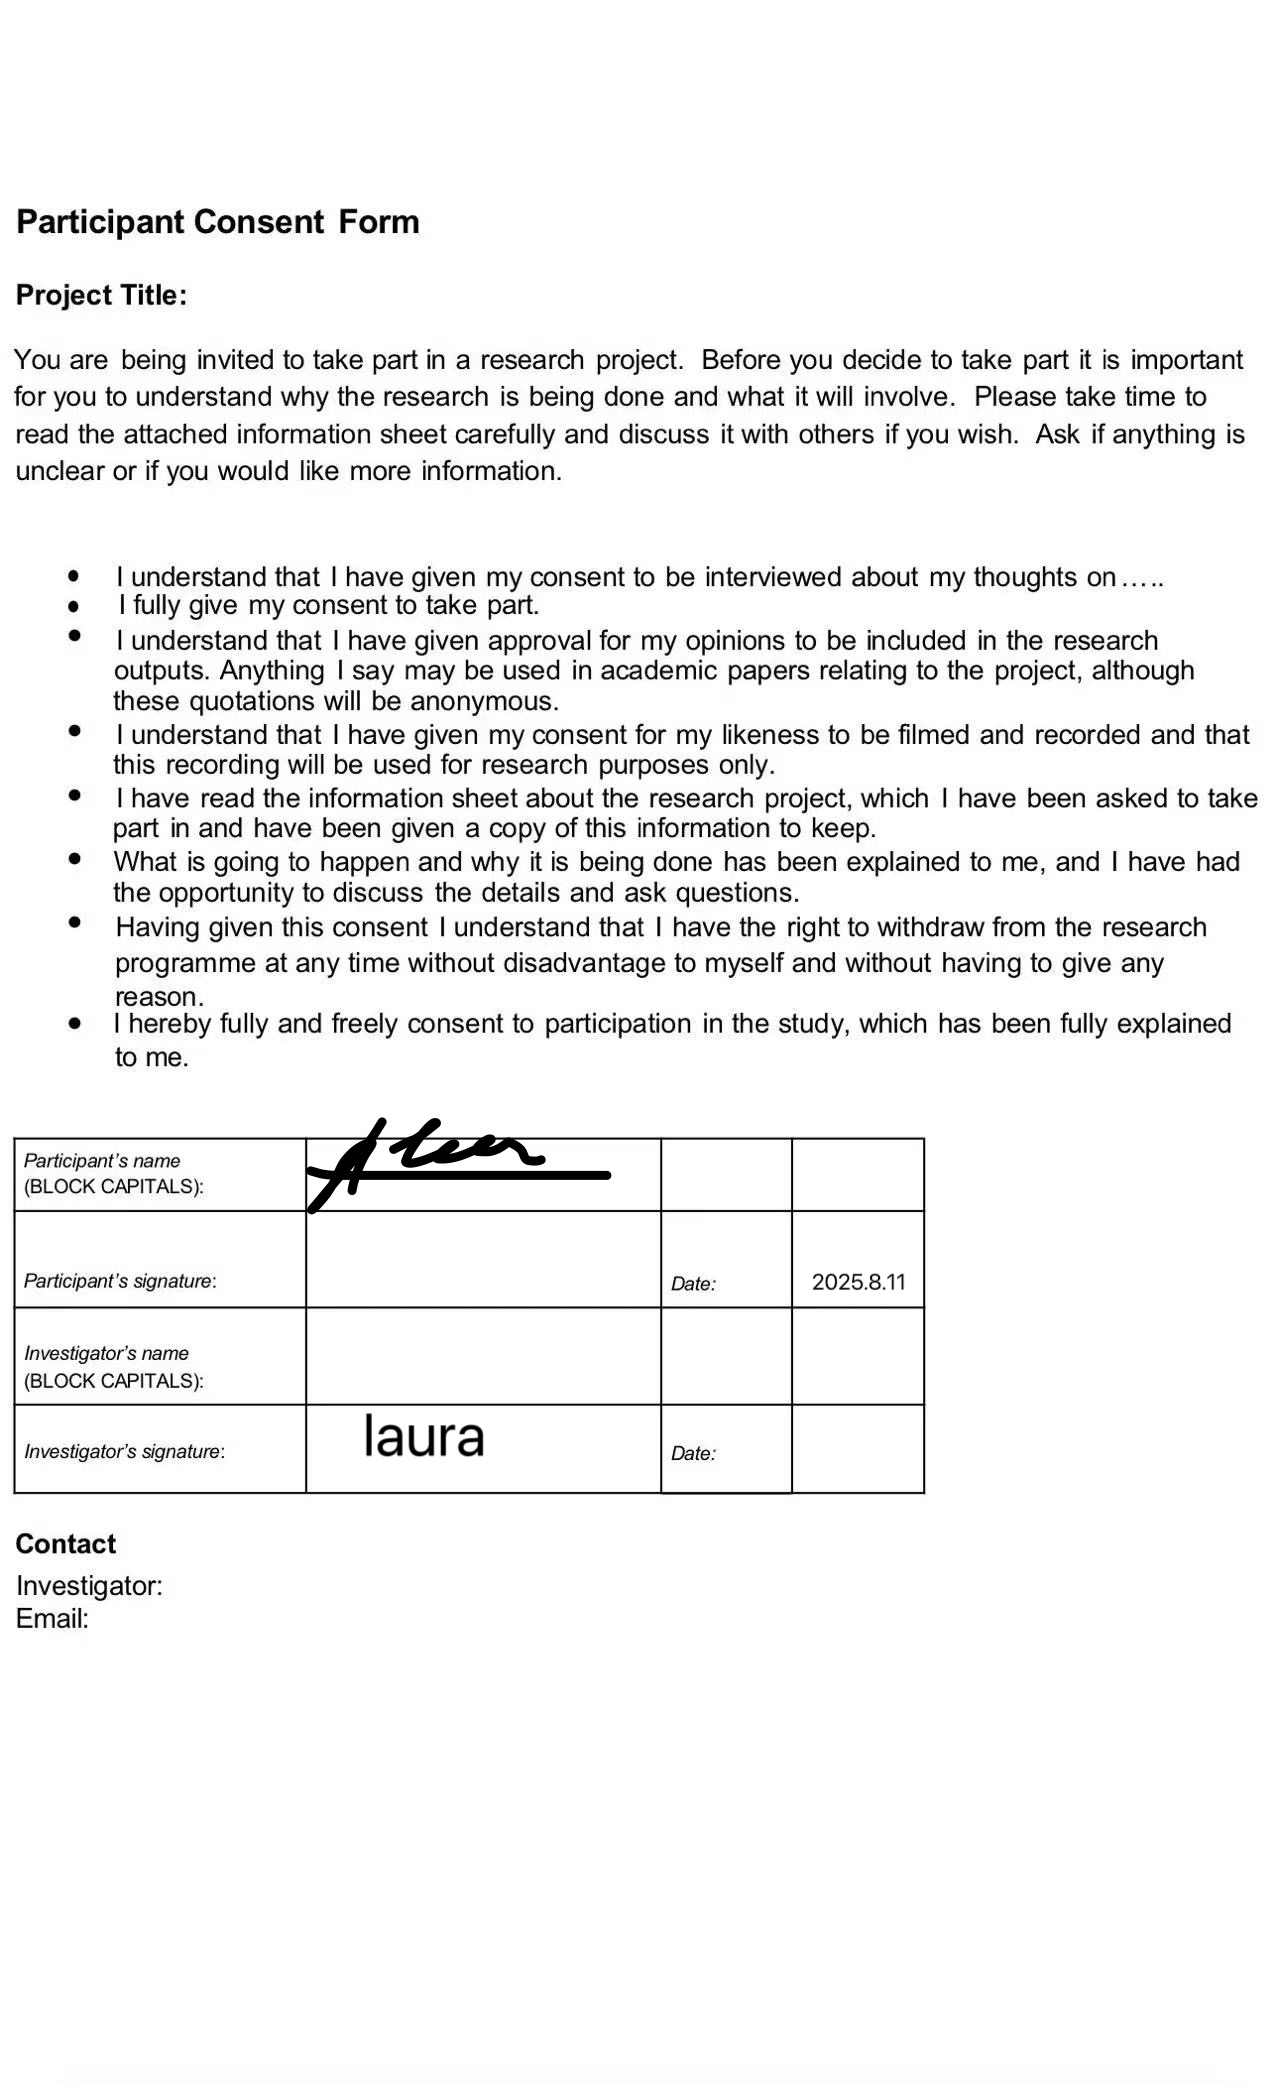 Participant Consent Form
Project Title:
You are being invited to take part in a research project. Before you decide to take part it is important
for you to understand why the research is being done and what it will involve. Please take time to
read the attached information sheet carefully and discuss it with others if you wish. Ask if anything is
unclear or if you would like more information.
• I understand that I have given my consent to be interviewed about my thoughts on…..
• I fully give my consent to take part.
• I understand that I have given approval for my opinions to be included in the research
outputs. Anything I say may be used in academic papers relating to the project, although
these quotations will be anonymous.
• I understand that I have given my consent for my likeness to be filmed and recorded and that
this recording will be used for research purposes only.
• I have read the information sheet about the research project, which I have been asked to take
part in and have been given a copy of this information to keep.
• What is going to happen and why it is being done has been explained to me, and I have had
the opportunity to discuss the details and ask questions.
• Having given this consent I understand that I have the right to withdraw from the research
programme at any time without disadvantage to myself and without having to give any
reason.
• I hereby fully and freely consent to participation in the study, which has been fully explained
to me.
Participant’s name
(BLOCK CAPITALS):
Participant’s signature: Date: 2025.8.11
Investigator’s name
(BLOCK CAPITALS):
Investigator’s signature: laura Date:
Contact
Investigator:
Email: